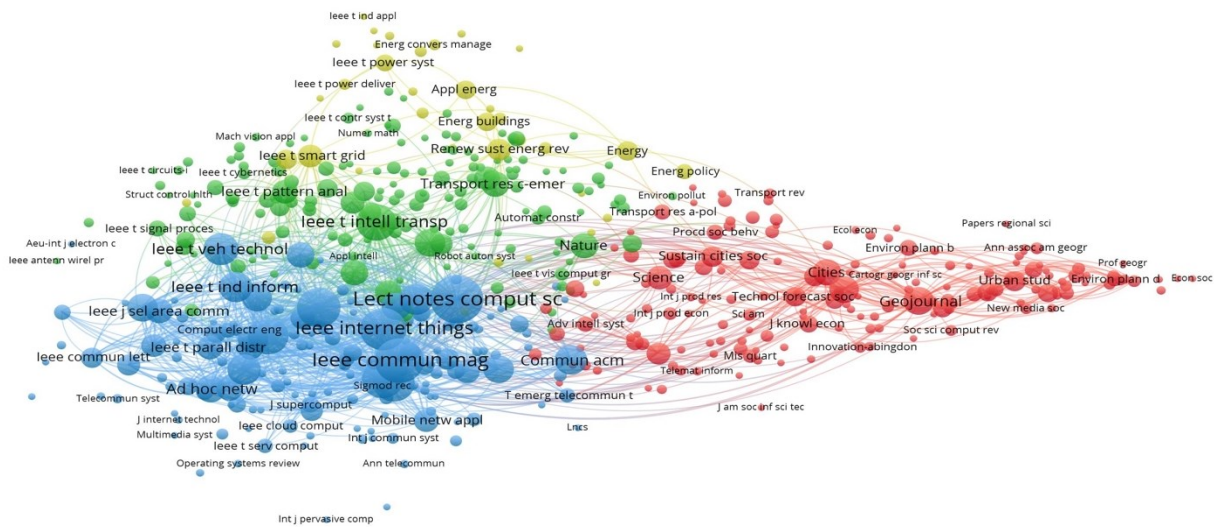 Ieee t ind appl
Energ convers manage
Ieee t power syst
Ieee t power deliver
Appl energ
Ieee t contr syst t
Energ buildings
Numer math
Mach vision appl
Ieee t smart grid
Renew sust energ rev
Energy
Ieee t circuits-i
Ieee t cybernetics
Energ policy
Ieee t pattern anal
Transport res c-emer
Struct control hlth
Environ pollut
Transport rev
Transport res a-pol
Ieee t intell transp
Automat constr
Ieee t signal proces
Papers regional sci
Ecol econ
Procd soc behv
Aeu-int j electron c
Ieee t veh technol
Nature
Environ plann b
Ann assoc am geogr
Robot auton syst
Sustain cities soc
Ieee antenn wirel pr
Appl intell
Prof geogr
Ieee t vis comput gr
Science
Cities
Cartogr geogr inf sc
Urban stud
Environ plann d
Econ soc
Ieee t ind inform
Lect notes comput sc
Int j prod res
Technol forecast soc
Geojournal
New media soc
Ieee j sel area comm
Int j prod econ
Sci am
Adv intell syst
J knowl econ
Comput electr eng
Ieee internet things
Soc sci comput rev
Ieee t parall distr
Innovation-abingdon
Ieee commun lett
Ieee commun mag
Commun acm
Mis quart
Telemat inform
Ad hoc netw
Sigmod rec
Telecommun syst
T emerg telecommun t
J supercomput
J am soc inf sci tec
J internet technol
Mobile netw appl
Ieee cloud comput
Lncs
Multimedia syst
Int j commun syst
Ieee t serv comput
Operating systems review
Ann telecommun
Int j pervasive comp